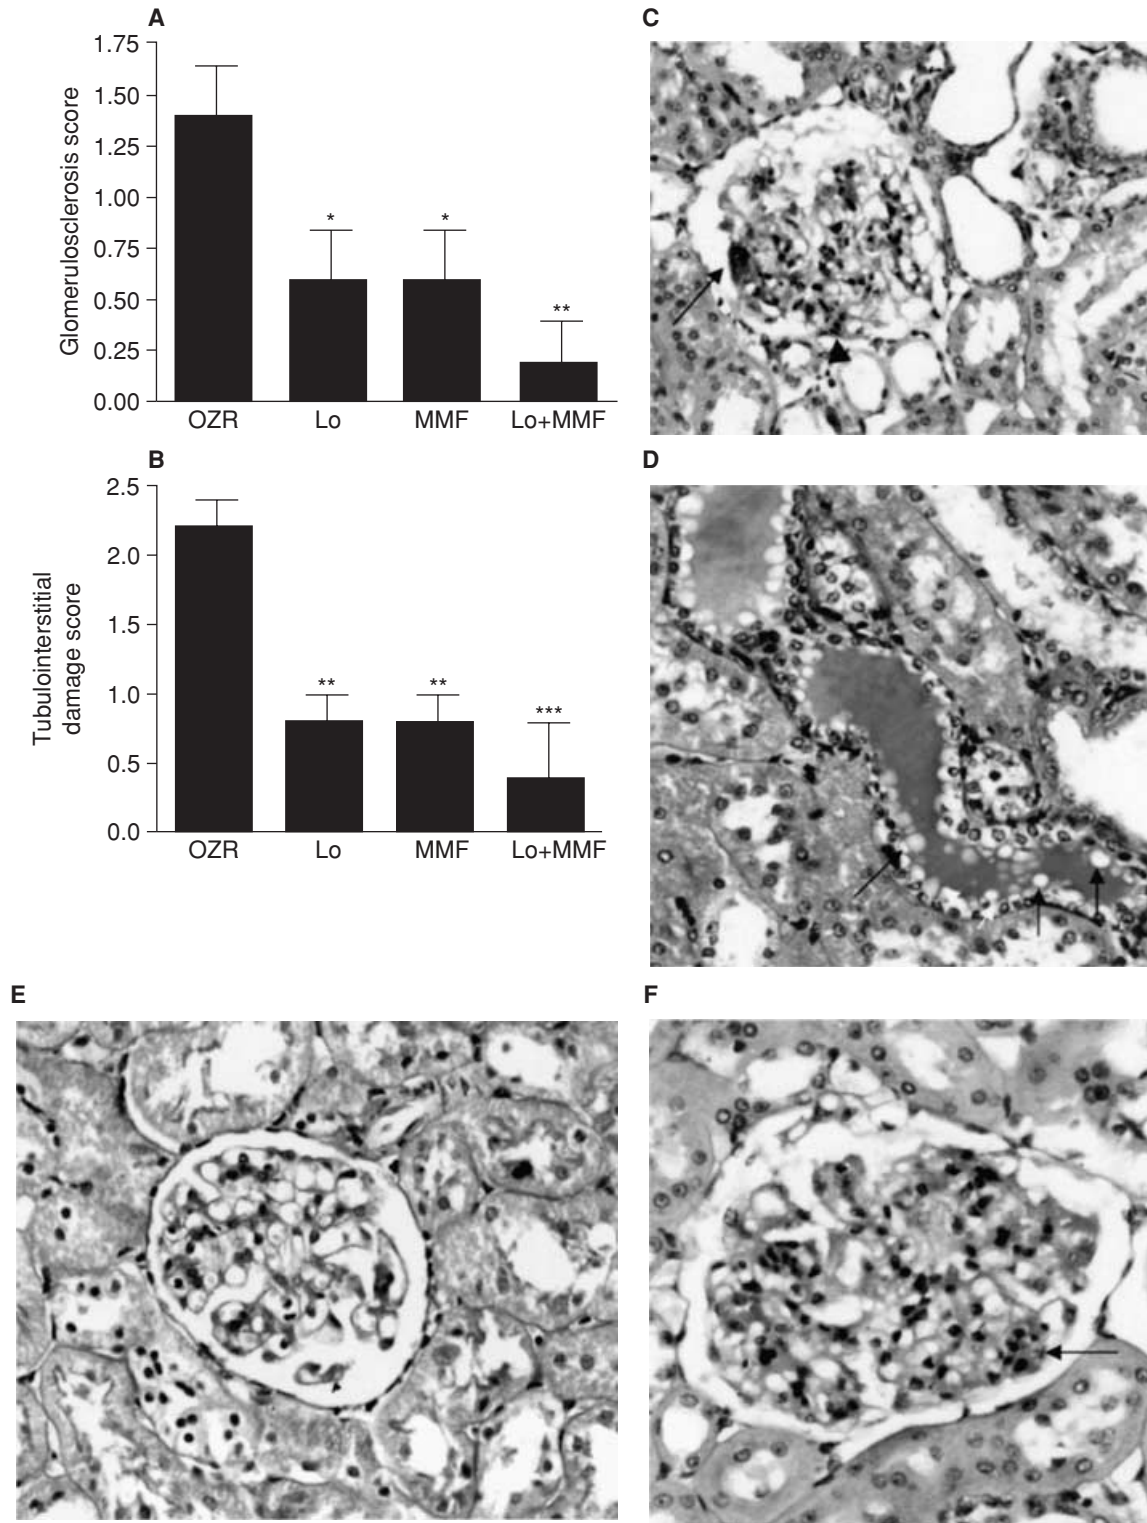 A
Glomerulosclerosis score
1.75
1.50
1.25
1.00
0.75
0.50
0.25
0.00
*
*
**
OZR Lo MMF Lo+MMF
B
Tubulointerstitial
damage score
2.5
2.0
1.5
1.0
0.5
0.0
**
**
***
OZR Lo MMF Lo+MMF
C
D
E
F